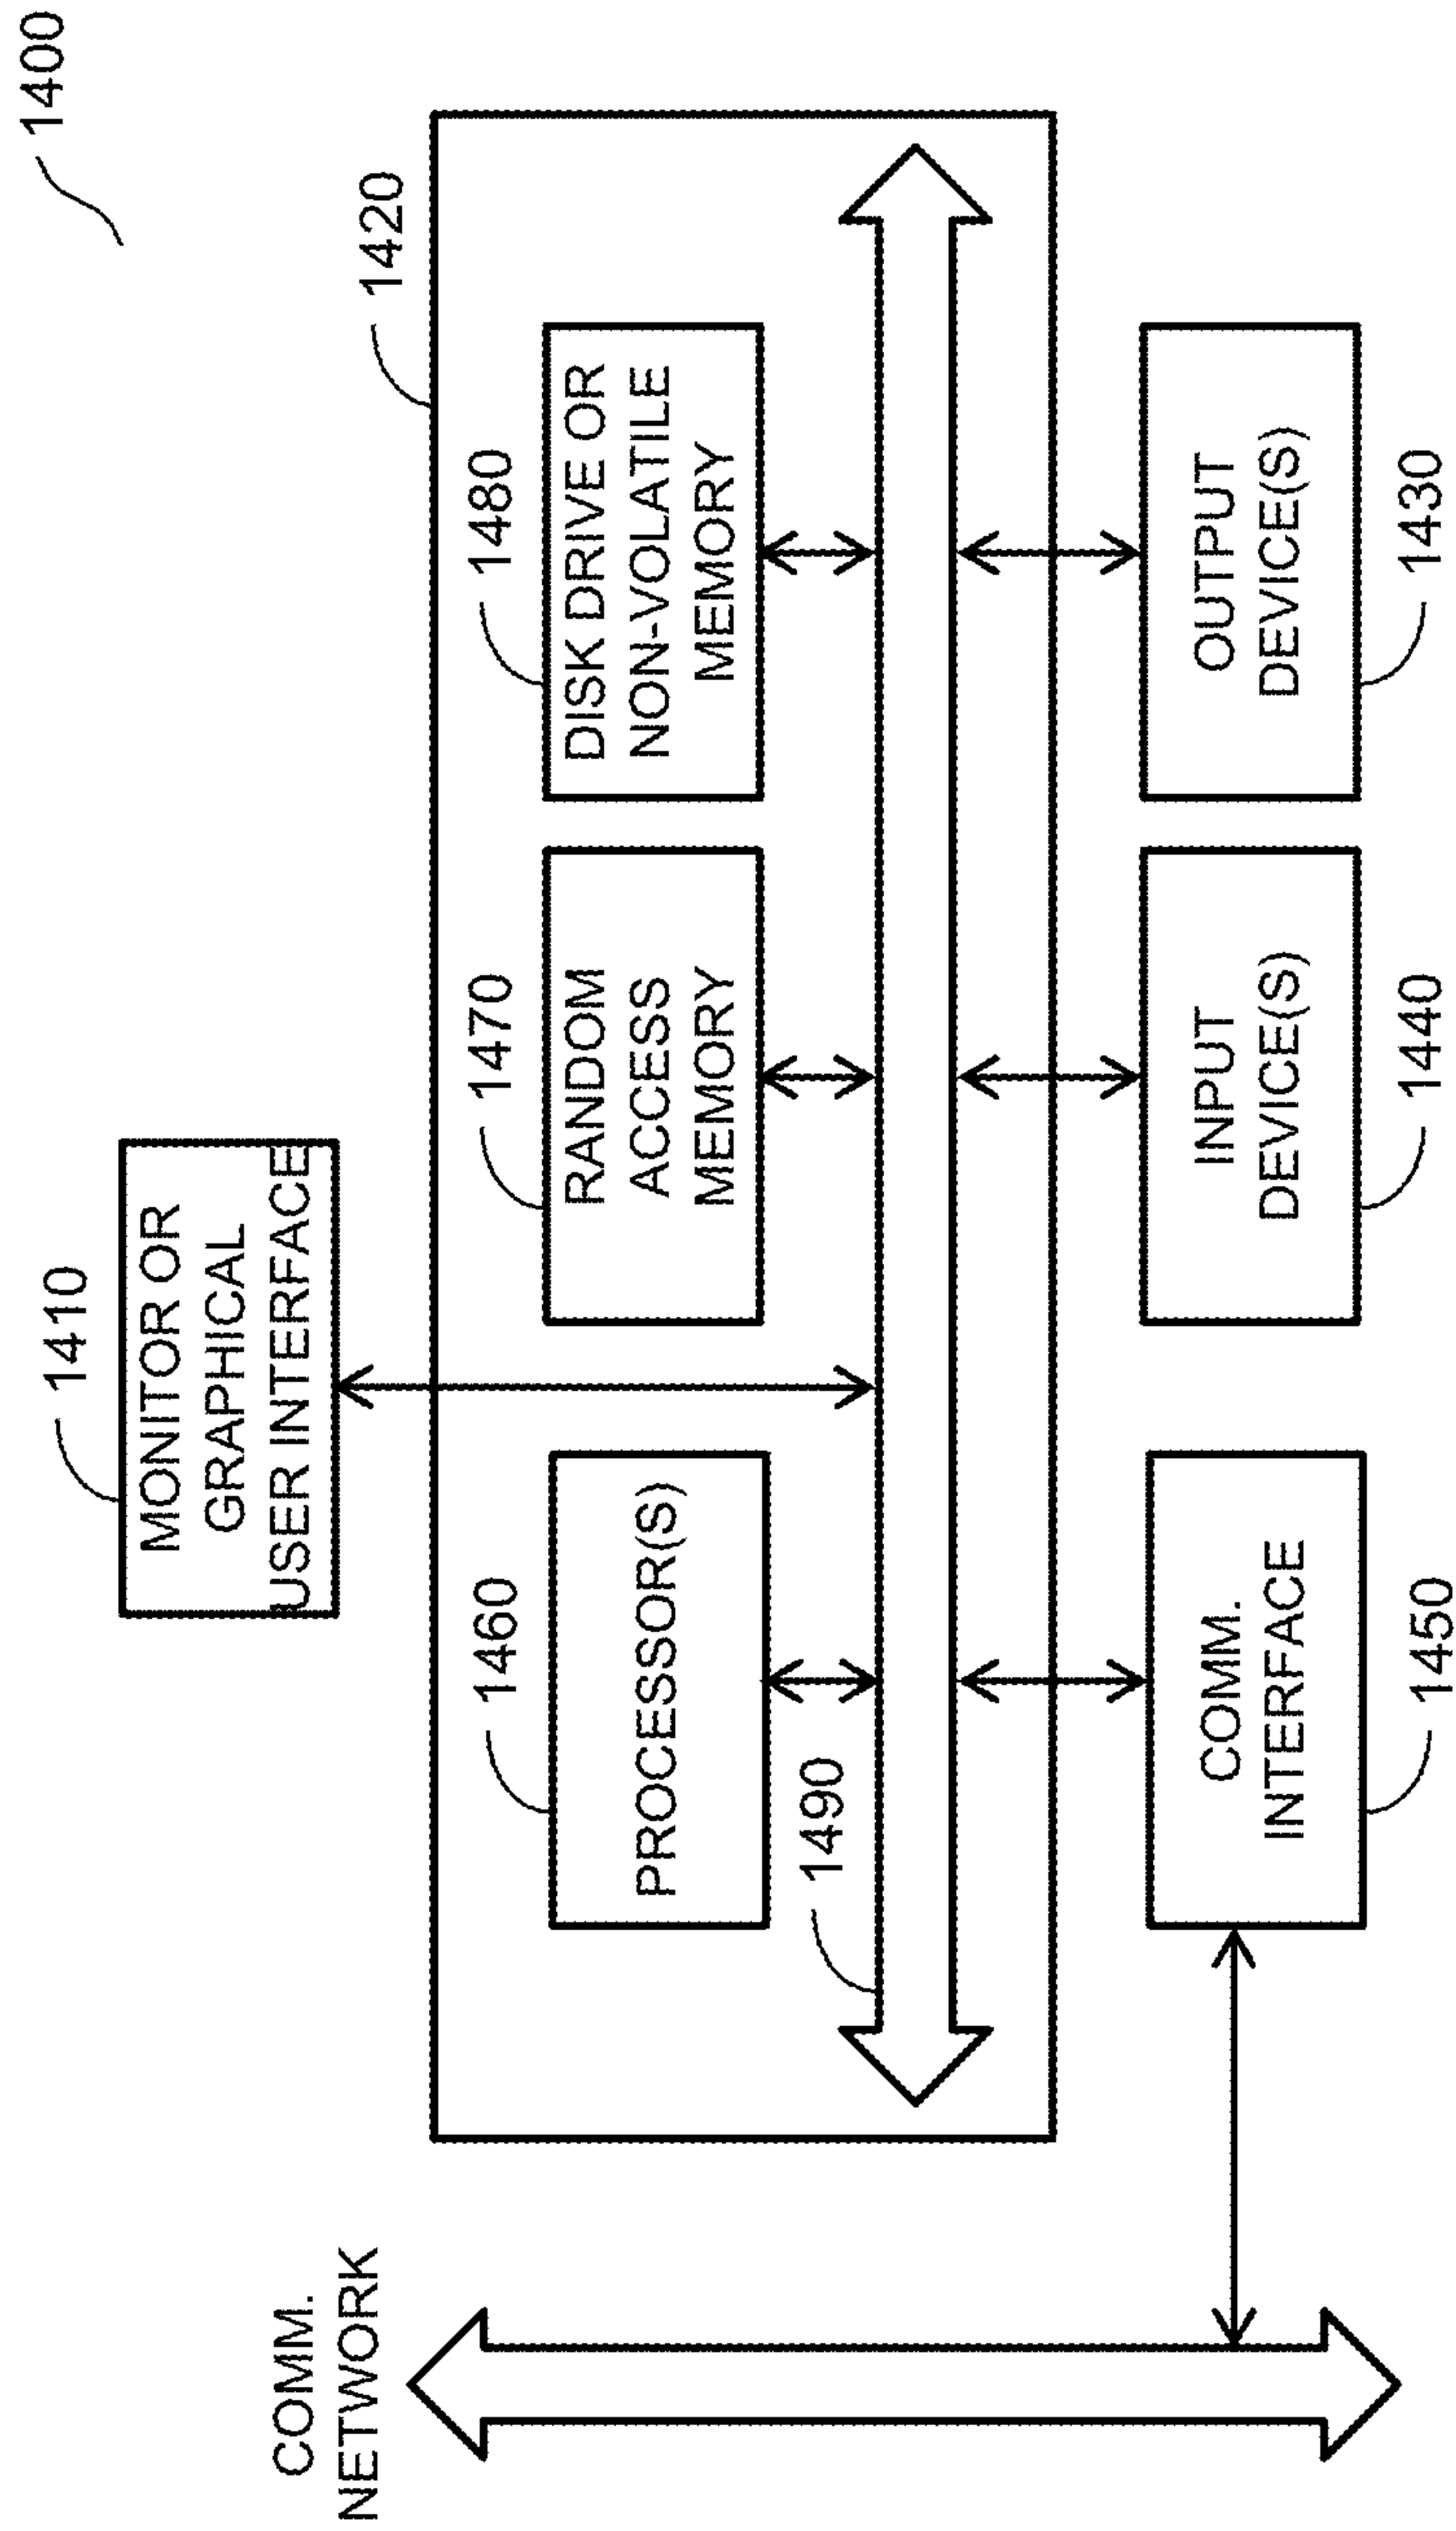 1400
1410
MONITOR OR
GRAPHICAL
USER INTERFACE
1420
1460
PROCESSOR(S)
1470
RANDOM
ACCESS
MEMORY
1480
DISK DRIVE OR
NON-VOLATILE
MEMORY
1490
COMM.
NETWORK
COMM.
INTERFACE
1450
INPUT
DEVICE(S)
1440
OUTPUT
DEVICE(S)
1430